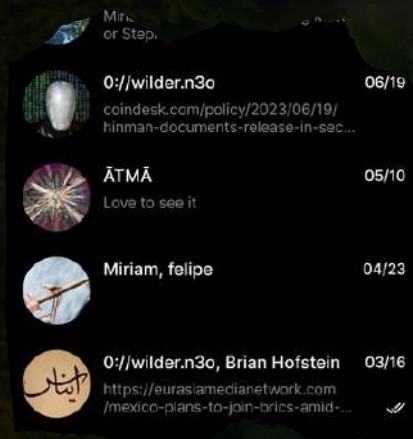 or Step
0://wilder.n3o
06/19
coindesk.com/policy/2023/06/19/
hinman-documents-release-in-sec...
ĀTMĀ
05/10
Love to see it
Miriam, felipe
04/23
0://wilder.n3o, Brian Hofstein
03/16
https://eurasiamedianetwork.com
/mexico-plans-to-join-brics-amid-...